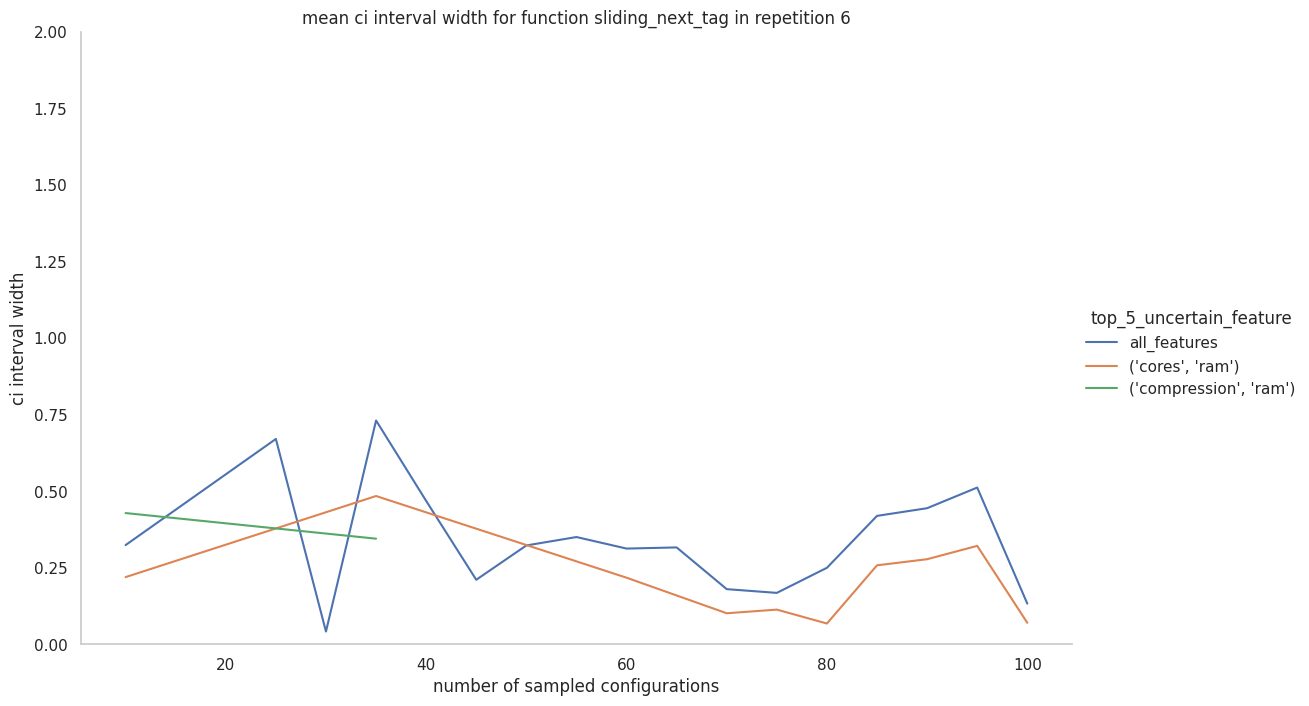 mean ci interval width for function sliding_next_tag in repetition 6
2.00
1.75
1.50
1.25
1.00
0.75
0.50
0.25
0.00
ci interval width
20
40
60
80
100
number of sampled configurations
top_5_uncertain_feature
all_features
('cores', 'ram')
('compression', 'ram')